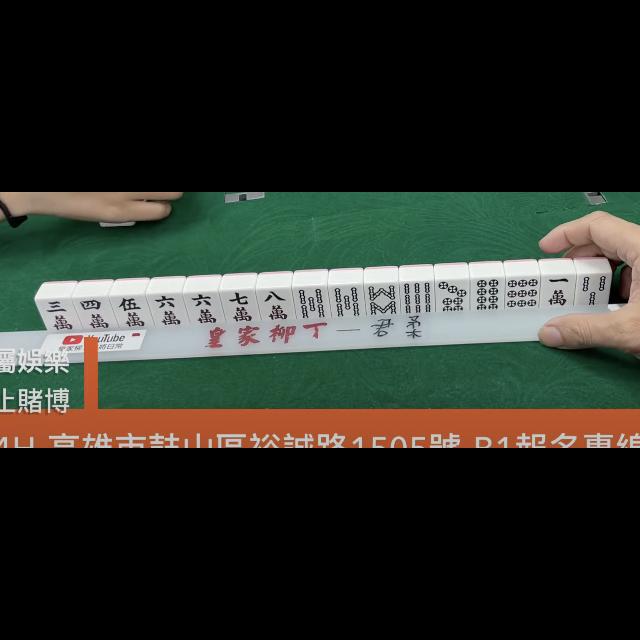 三萬 四萬 伍萬 六萬 六萬 七萬 八萬 一萬
YouTube
皇家柳丁—君柔
屬娛樂
止賭博
4H 高雄市鼓山區裕誠路1505號 B1報名專線